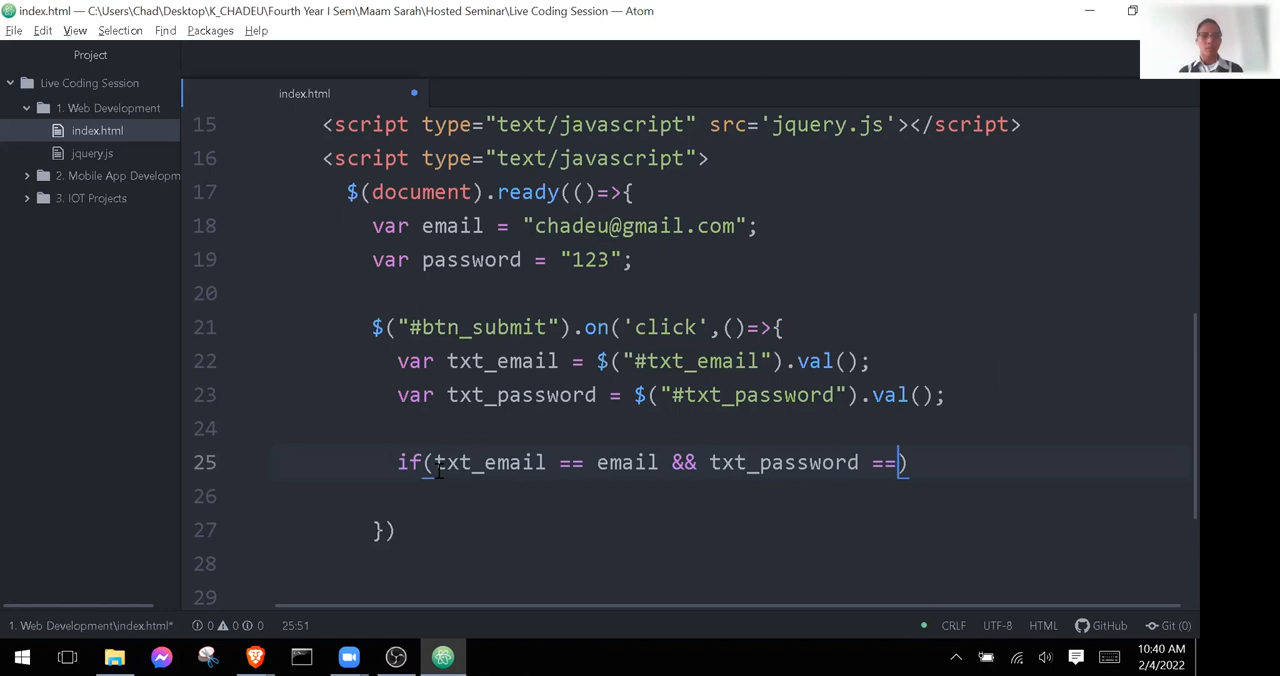 index.html — C:\Users\Chad\Desktop\K_CHADEU\Fourth Year I Sem\Maam Sarah\Hosted Seminar\Live Coding Session — Atom
File Edit View Selection Find Packages Help
Project
Live Coding Session
1. Web Development
index.html
jquery.js
2. Mobile App Developm
3. IOT Projects
index.html
15 <script type="text/javascript" src='jquery.js'></script>
16 <script type="text/javascript">
17 $(document).ready(()=>{
18 var email = "chadeu@gmail.com";
19 var password = "123";
20
21 $("#btn_submit").on('click',()=>{
22 var txt_email = $("#txt_email").val();
23 var txt_password = $("#txt_password").val();
24
25 if(txt_email == email && txt_password ==)
26
27 })
28
29
1. Web Development\index.html* 0 0 0 25:51 CRLF UTF-8 HTML GitHub Git (0)
10:40 AM
2/4/2022